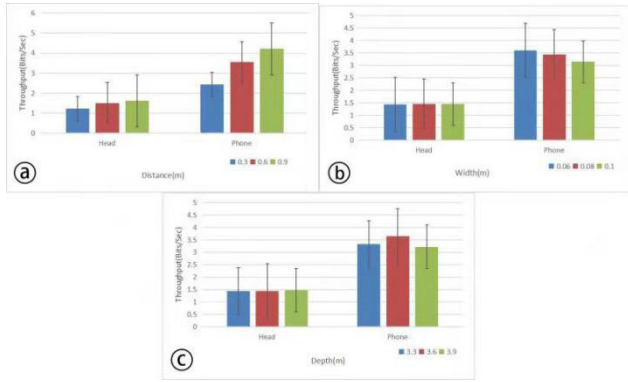 Throughput(Bits/Sec)
6
5
4
3
2
1
0
Head
Phone
0.3 0.6 0.9
Distance(m)
a
Throughput(Bits/Sec)
5
4.5
4
3.5
3
2.5
2
1.5
1
0.5
0
Head
Phone
0.06 0.08 0.1
Width(m)
b
Throughput(Bits/Sec)
5
4.5
4
3.5
3
2.5
2
1.5
1
0.5
0
Head
Phone
3.3 3.6 3.9
Depth(m)
c